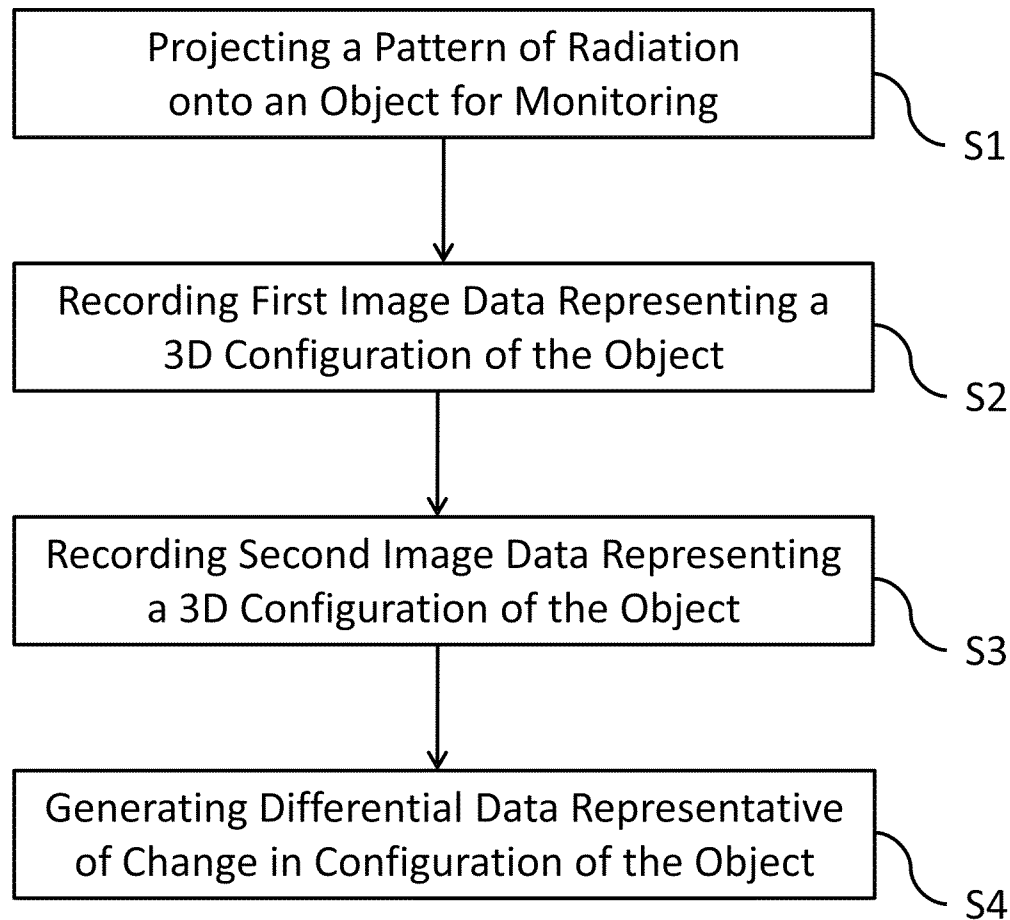 Projecting a Pattern of Radiation
onto an Object for Monitoring
S1
Recording First Image Data Representing a
3D Configuration of the Object
S2
Recording Second Image Data Representing
a 3D Configuration of the Object
S3
Generating Differential Data Representative
of Change in Configuration of the Object
S4